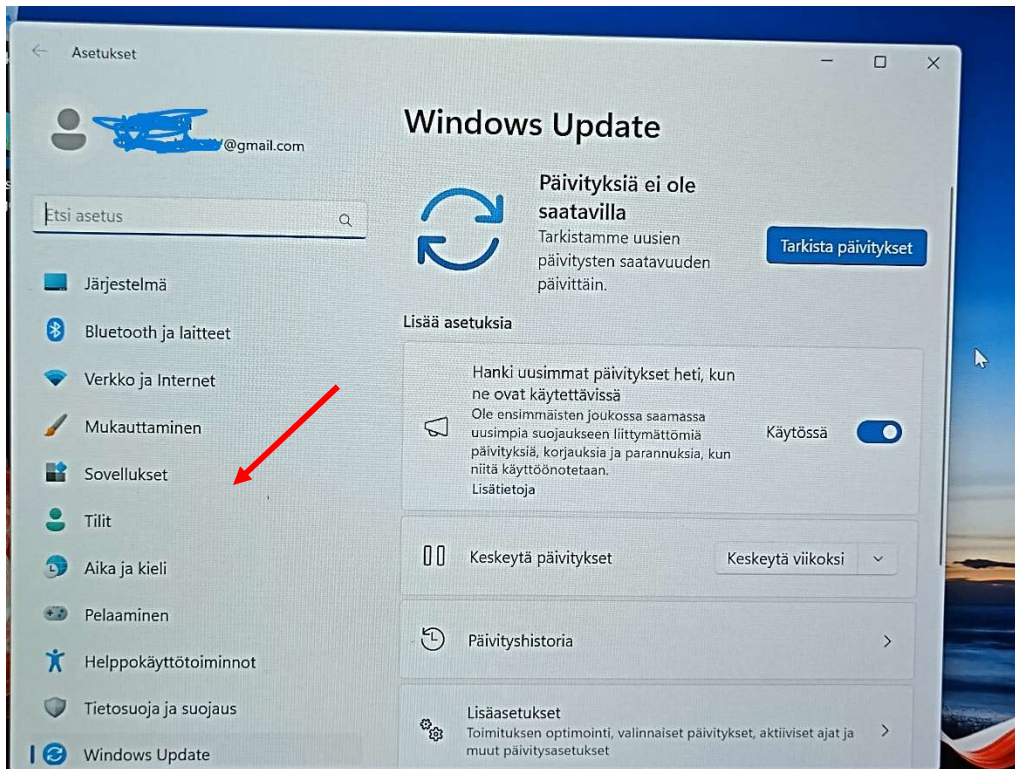 Asetukset
@gmail.com
Etsi asetus
Järjestelmä
Bluetooth ja laitteet
Verkko ja Internet
Mukauttaminen
Sovellukset
Tilit
Aika ja kieli
Pelaaminen
Helppokäyttötoiminnot
Tietosuoja ja suojaus
Windows Update
Windows Update
Päivityksiä ei ole
saatavilla
Tarkistamme uusien
päivitysten saatavuuden
päivittäin.
Tarkista päivitykset
Lisää asetuksia
Hanki uusimmat päivitykset heti, kun
ne ovat käytettävissä
Ole ensimmäisten joukossa saamassa
uusimpia suojaukseen liittymättömiä
päivityksiä, korjauksia ja parannuksia, kun
niitä käyttöönotetaan.
Lisätietoja
Käytössä
Keskeytä päivitykset
Keskeytä viikoksi
Päivityshistoria
Lisäasetukset
Toimituksen optimointi, valinnaiset päivitykset, aktiiviset ajat ja
muut päivitysasetukset